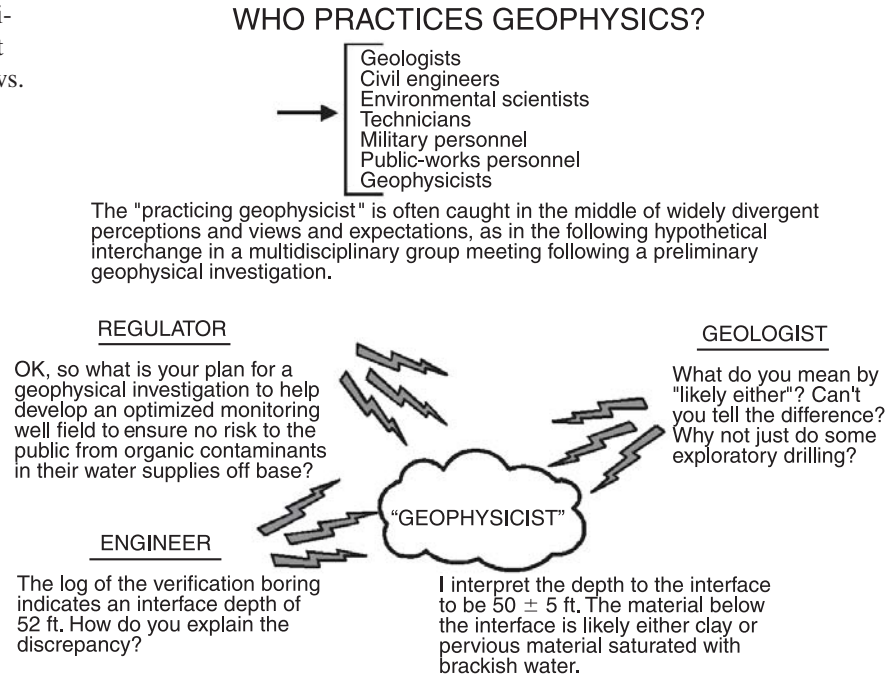 i-
t
vs.
WHO PRACTICES GEOPHYSICS?
Geologists
Civil engineers
Environmental scientists
Technicians
Military personnel
Public-works personnel
Geophysicists
The "practicing geophysicist" is often caught in the middle of widely divergent
perceptions and views and expectations, as in the following hypothetical
interchange in a multidisciplinary group meeting following a preliminary
geophysical investigation.
REGULATOR
OK, so what is your plan for a
geophysical investigation to help
develop an optimized monitoring
well field to ensure no risk to the
public from organic contaminants
in their water supplies off base?
GEOLOGIST
What do you mean by
"likely either"? Can't
you tell the difference?
Why not just do some
exploratory drilling?
"GEOPHYSICIST"
ENGINEER
The log of the verification boring
indicates an interface depth of
52 ft. How do you explain the
discrepancy?
I interpret the depth to the interface
to be 50 ± 5 ft. The material below
the interface is likely either clay or
pervious material saturated with
brackish water.